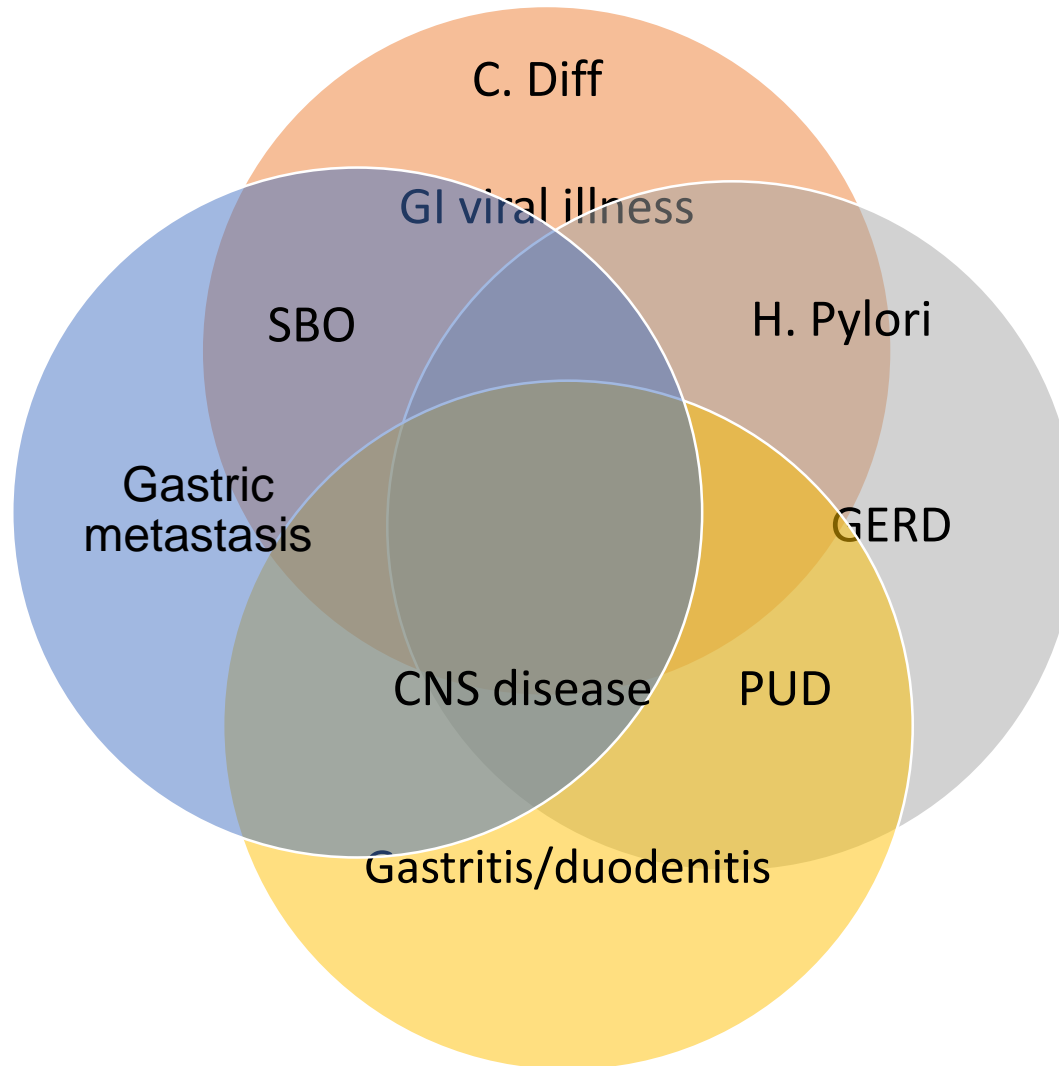 C. Diff
GI viral illness
SBO
H. Pylori
Gastric
metastasis
GERD
CNS disease
PUD
Gastritis/duodenitis